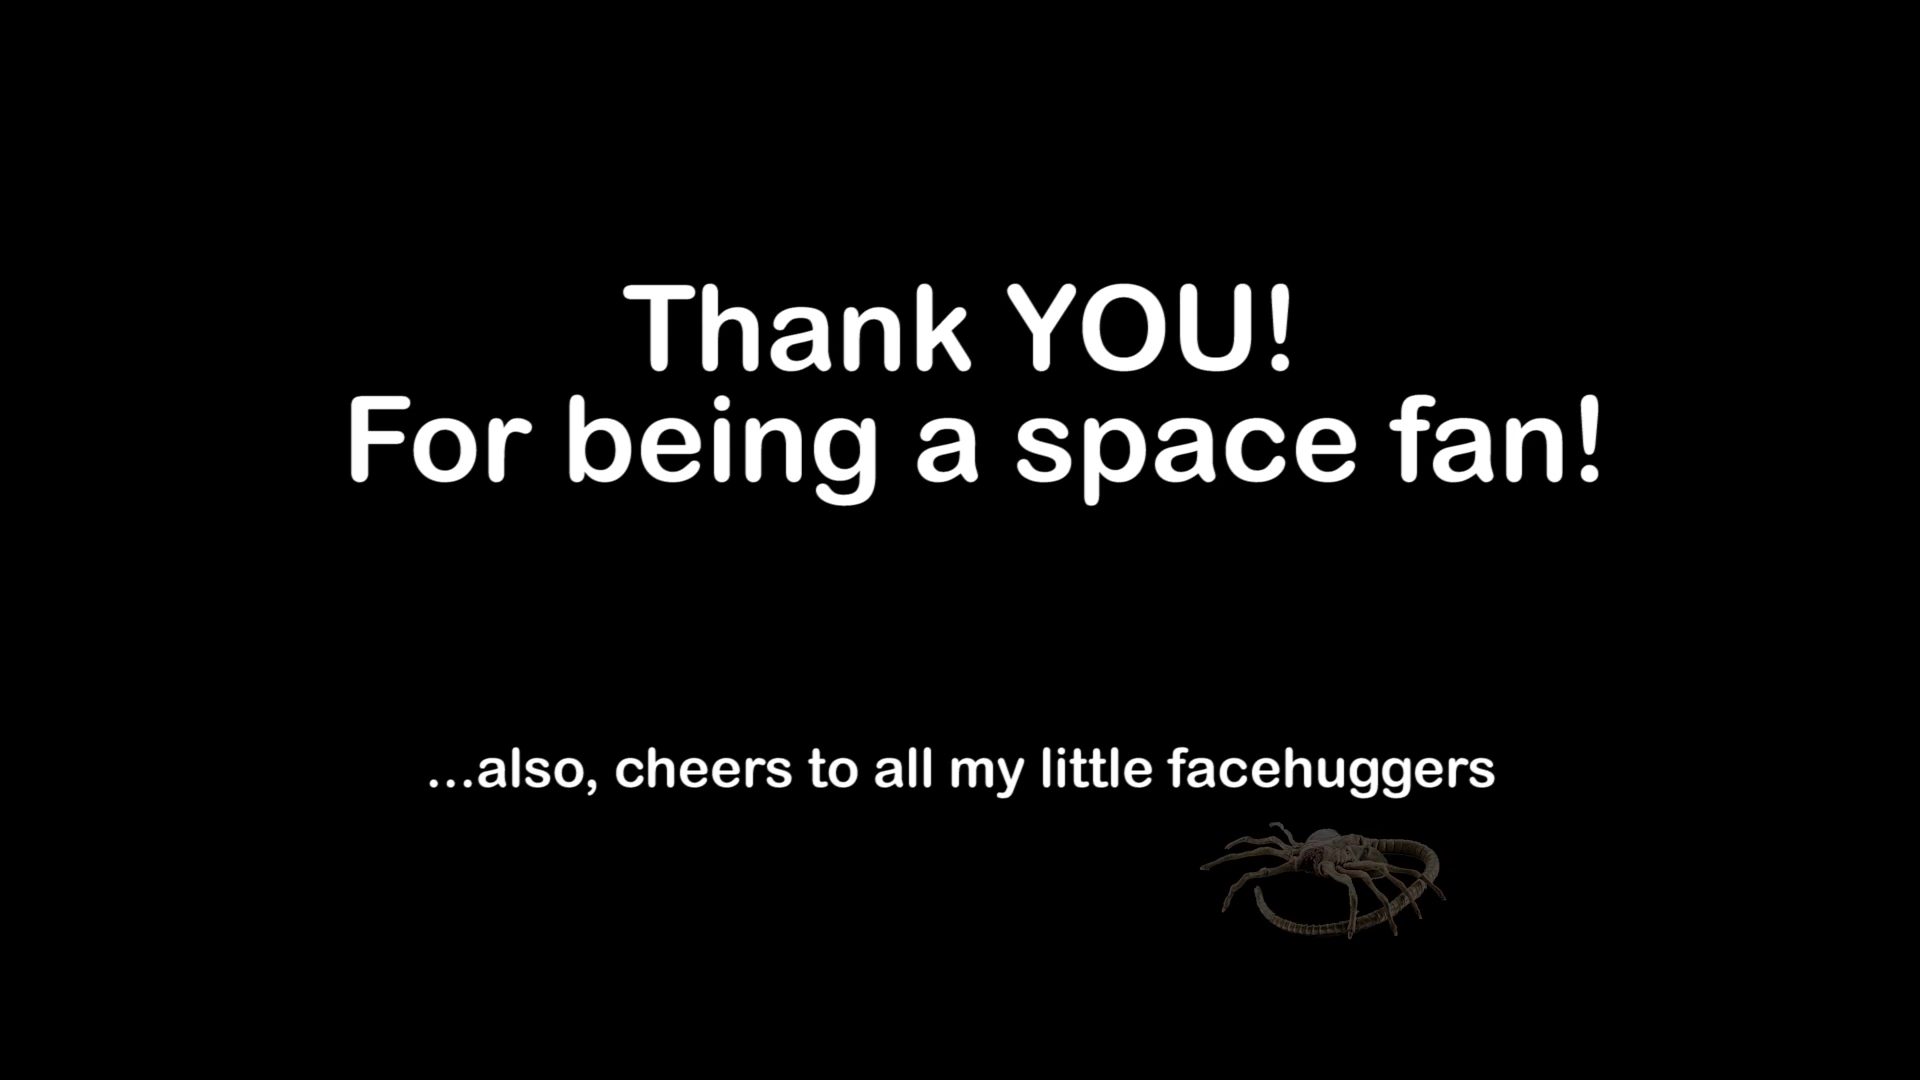 Thank YOU!
For being a space fan!
...also, cheers to all my little facehuggers